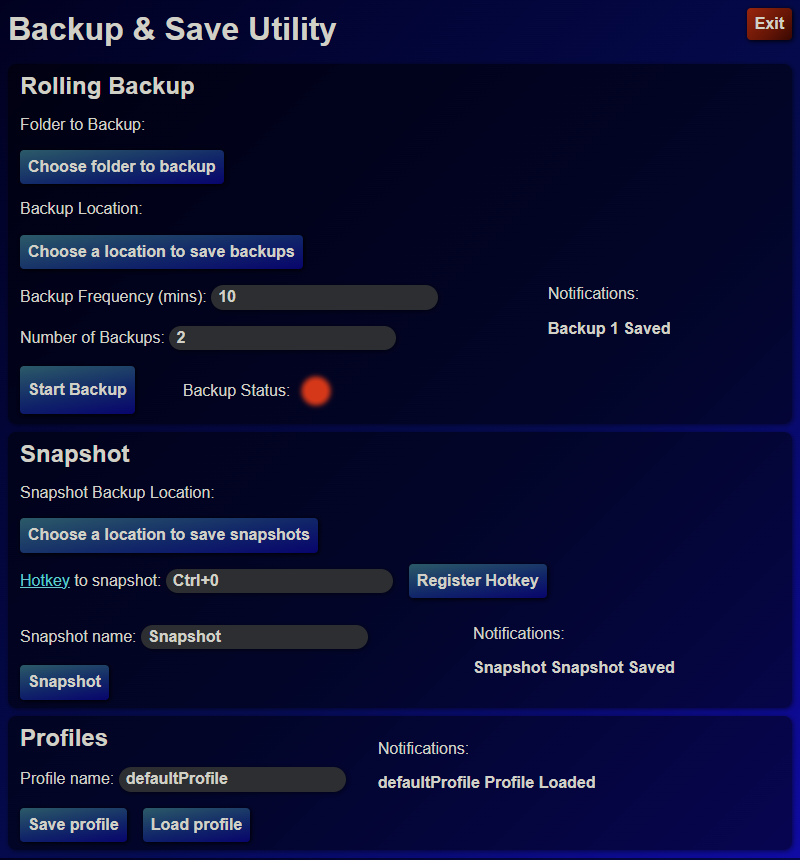 Backup & Save Utility
Exit
Rolling Backup
Folder to Backup:
Choose folder to backup
Backup Location:
Choose a location to save backups
Backup Frequency (mins): 10
Notifications:
Number of Backups: 2
Backup 1 Saved
Start Backup
Backup Status:
Snapshot
Snapshot Backup Location:
Choose a location to save snapshots
Hotkey to snapshot: Ctrl+0
Register Hotkey
Snapshot name: Snapshot
Notifications:
Snapshot Snapshot Saved
Snapshot
Profiles
Notifications:
Profile name: defaultProfile
defaultProfile Profile Loaded
Save profile
Load profile